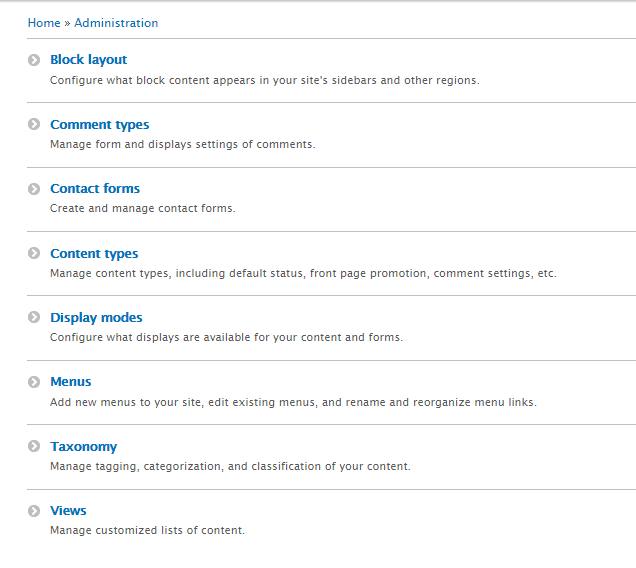 Home » Administration
Block layout
Configure what block content appears in your site's sidebars and other regions.
Comment types
Manage form and displays settings of comments.
Contact forms
Create and manage contact forms.
Content types
Manage content types, including default status, front page promotion, comment settings, etc.
Display modes
Configure what displays are available for your content and forms.
Menus
Add new menus to your site, edit existing menus, and rename and reorganize menu links.
Taxonomy
Manage tagging, categorization, and classification of your content.
Views
Manage customized lists of content.